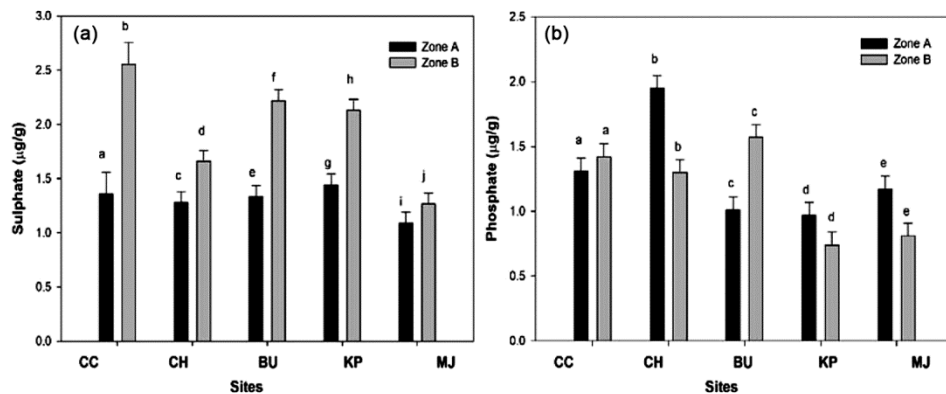 (a)
Zone A
Zone B
Sulphate (µg/g)
3.0
2.5
2.0
1.5
1.0
0.5
0.0
a
b
c
d
e
f
g
h
i
j
CC
CH
BU
KP
MJ
Sites
(b)
Zone A
Zone B
Phosphate (µg/g)
2.5
2.0
1.5
1.0
0.5
0.0
a
a
b
b
c
c
d
d
e
e
CC
CH
BU
KP
MJ
Sites